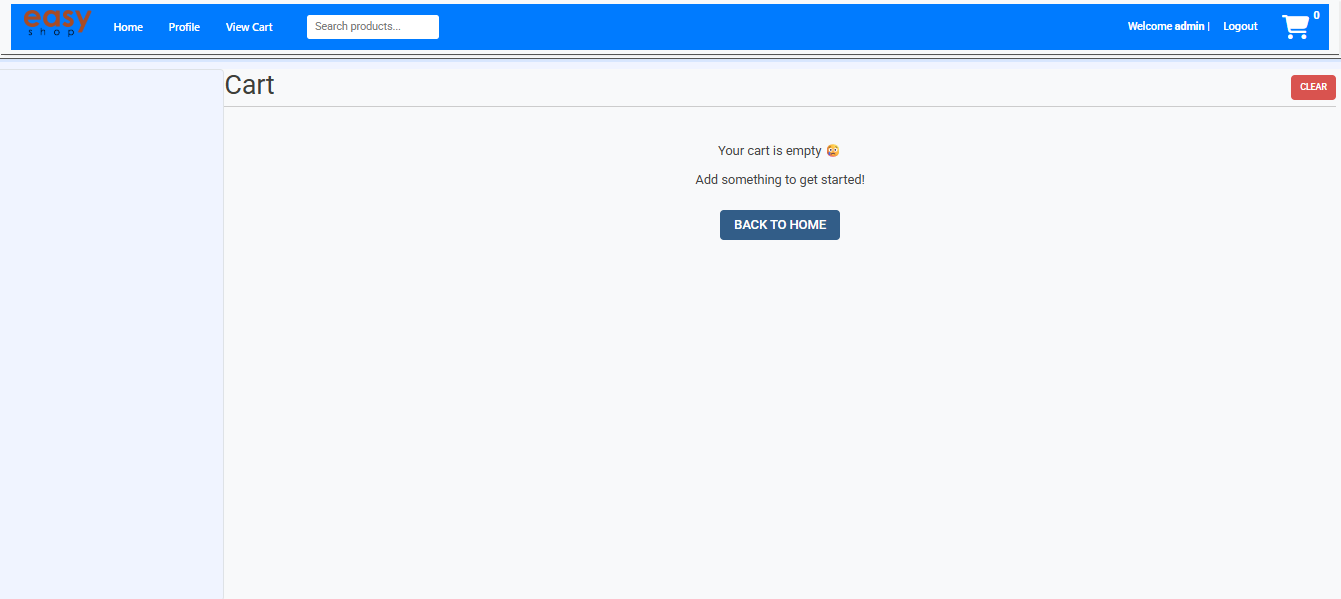 easy
shop
Home Profile View Cart Search products... Welcome admin | Logout 0
Cart CLEAR
Your cart is empty 😜
Add something to get started!
BACK TO HOME